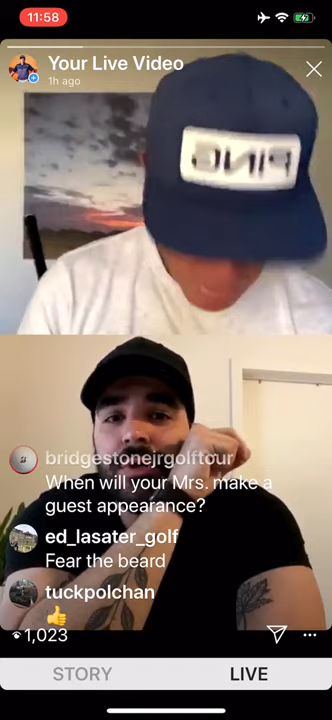 11:58
Your Live Video
1h ago
PING
bridgestonejrgolftour
When will your Mrs. make a
guest appearance?
ed_lasater_golf
Fear the beard
tuckpolchan
👍
1,023
STORY
LIVE